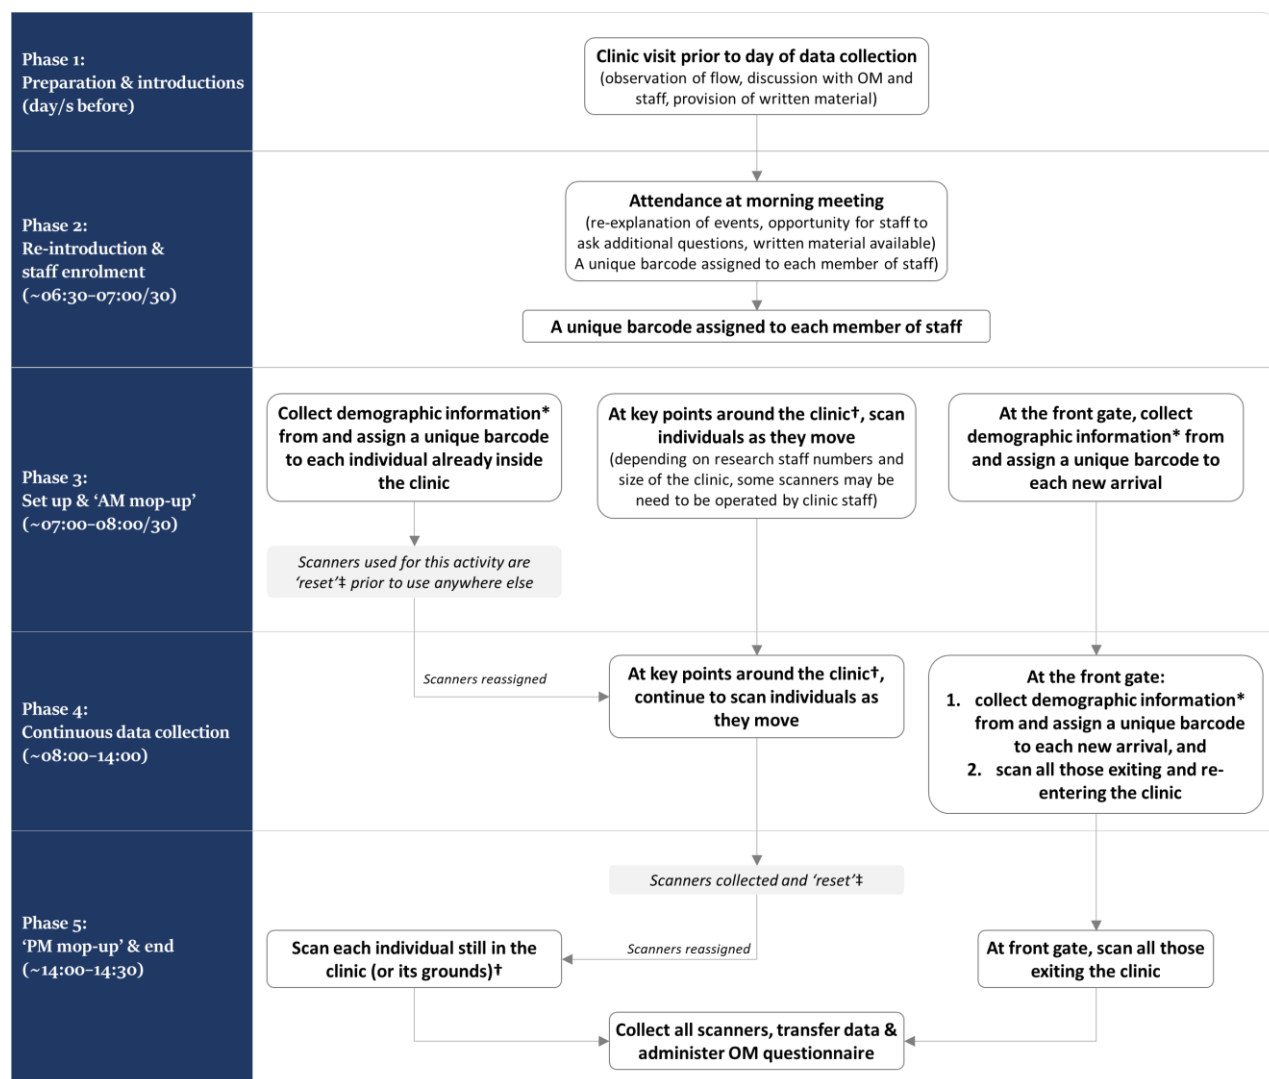 Phase 1:
Preparation & introductions
(day/s before)
Clinic visit prior to day of data collection
(observation of flow, discussion with OM and
staff, provision of written material)
Phase 2:
Re-introduction &
staff enrolment
(~06:30–07:00/30)
Attendance at morning meeting
(re-explanation of events, opportunity for staff to
ask additional questions, written material available)
A unique barcode assigned to each member of staff)
A unique barcode assigned to each member of staff
Phase 3:
Set up & ‘AM mop-up’
(~07:00–08:00/30)
Collect demographic information*
from and assign a unique barcode
to each individual already inside
the clinic
Scanners used for this activity are
‘reset’‡ prior to use anywhere else
At key points around the clinic†, scan
individuals as they move
(depending on research staff numbers and
size of the clinic, some scanners may be
need to be operated by clinic staff)
At the front gate, collect
demographic information* from
and assign a unique barcode to
each new arrival
Phase 4:
Continuous data collection
(~08:00–14:00)
Scanners reassigned
At key points around the clinic†,
continue to scan individuals as
they move
At the front gate:
1. collect demographic information*
from and assign a unique barcode
to each new arrival, and
2. scan all those exiting and re-
entering the clinic
Phase 5:
‘PM mop-up’ & end
(~14:00–14:30)
Scanners collected and ‘reset’‡
Scanners reassigned
Scan each individual still in the
clinic (or its grounds)†
At front gate, scan all those
exiting the clinic
Collect all scanners, transfer data &
administer OM questionnaire